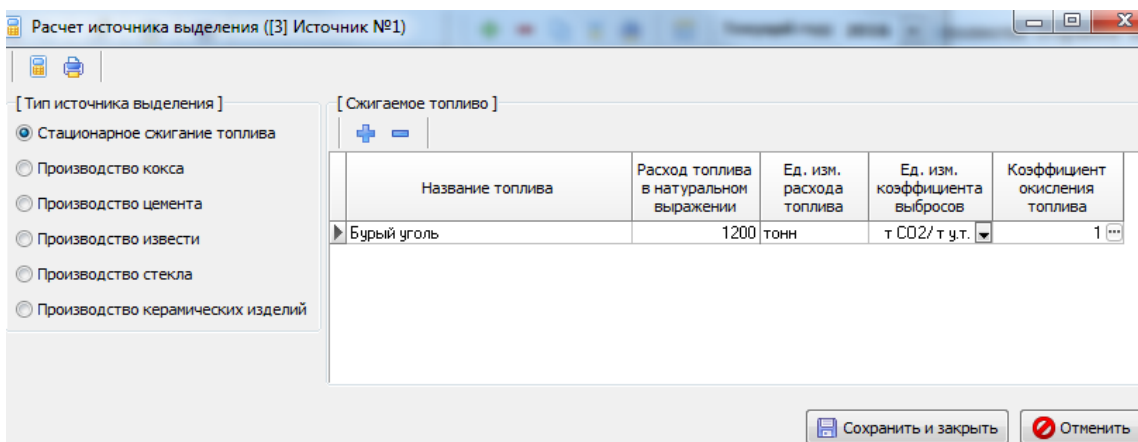 Расчет источника выделения ([3] Источник №1)
[ Тип источника выделения ]
Стационарное сжигание топлива
Производство кокса
Производство цемента
Производство извести
Производство стекла
Производство керамических изделий
[ Сжигаемое топливо ]
Название топлива
Расход топлива
в натуральном
выражении
Ед. изм.
расхода
топлива
Ед. изм.
коэффициента
выбросов
Коэффициент
окисления
топлива
Бурый уголь 1200 тонн т СО2/ т у.т. 1
Сохранить и закрыть
Отменить